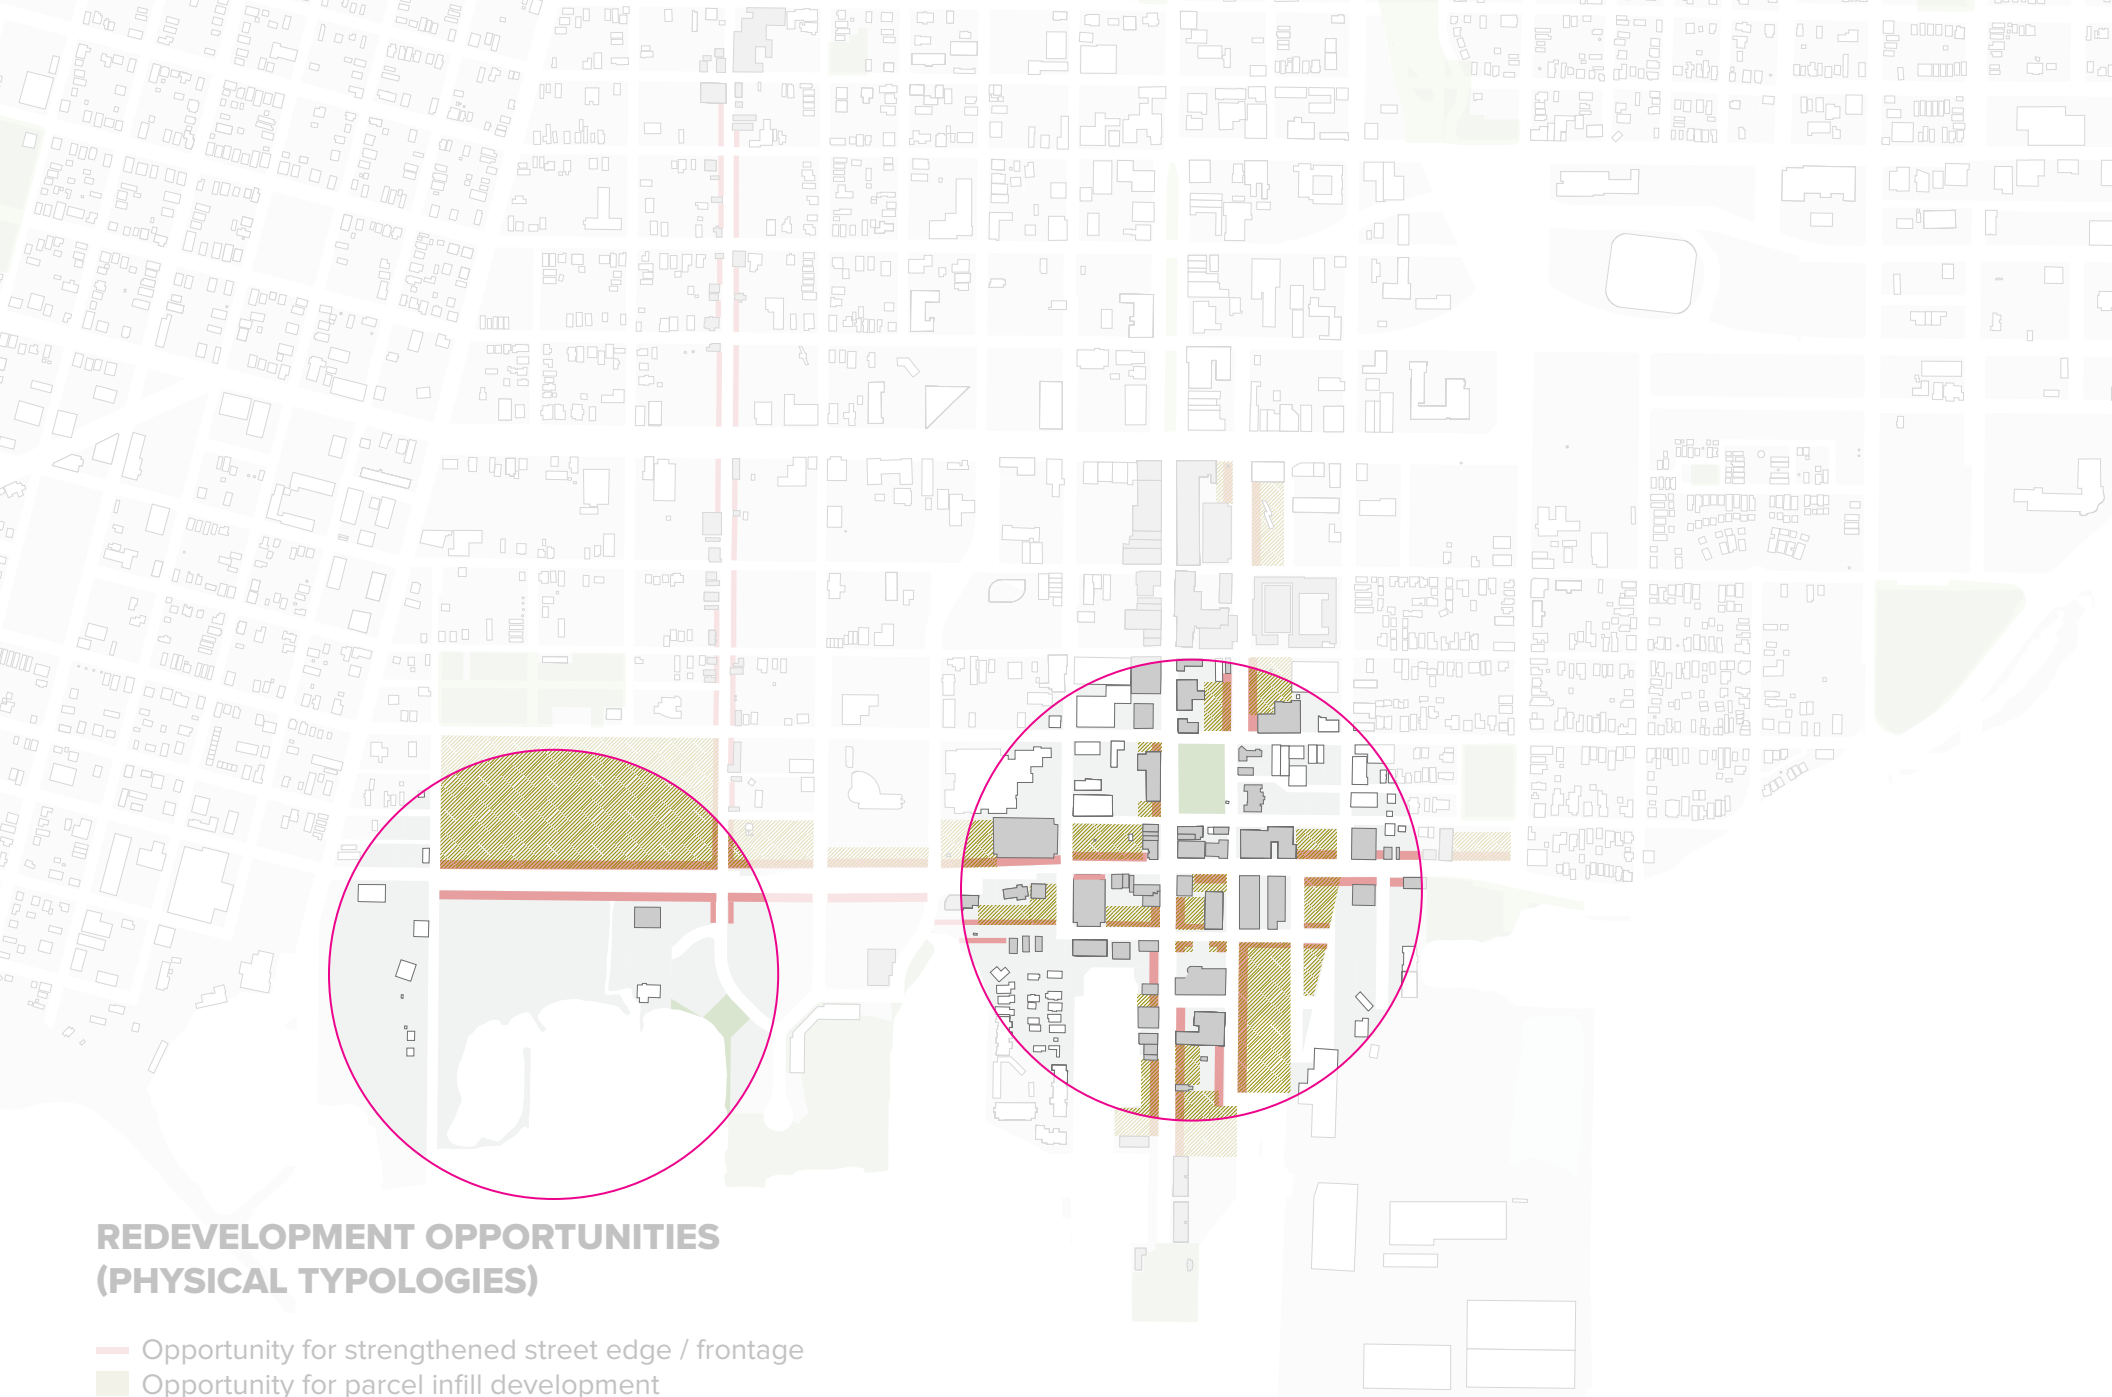 REDEVELOPMENT OPPORTUNITIES
(PHYSICAL TYPOLOGIES)
Opportunity for strengthened street edge / frontage
Opportunity for parcel infill development